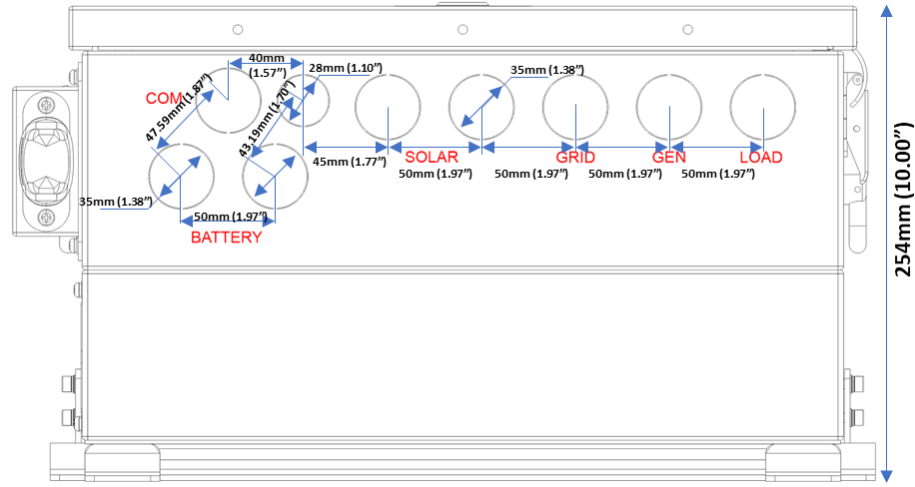 40mm
(1.57”)
28mm (1.10”)
35mm (1.38”)
COM
47.59mm (1.87”)
43.19mm (1.70”)
45mm (1.77”)
SOLAR
GRID
GEN
LOAD
50mm (1.97”)
50mm (1.97”)
50mm (1.97”)
50mm (1.97”)
35mm (1.38”)
50mm (1.97”)
BATTERY
254mm (10.00”)